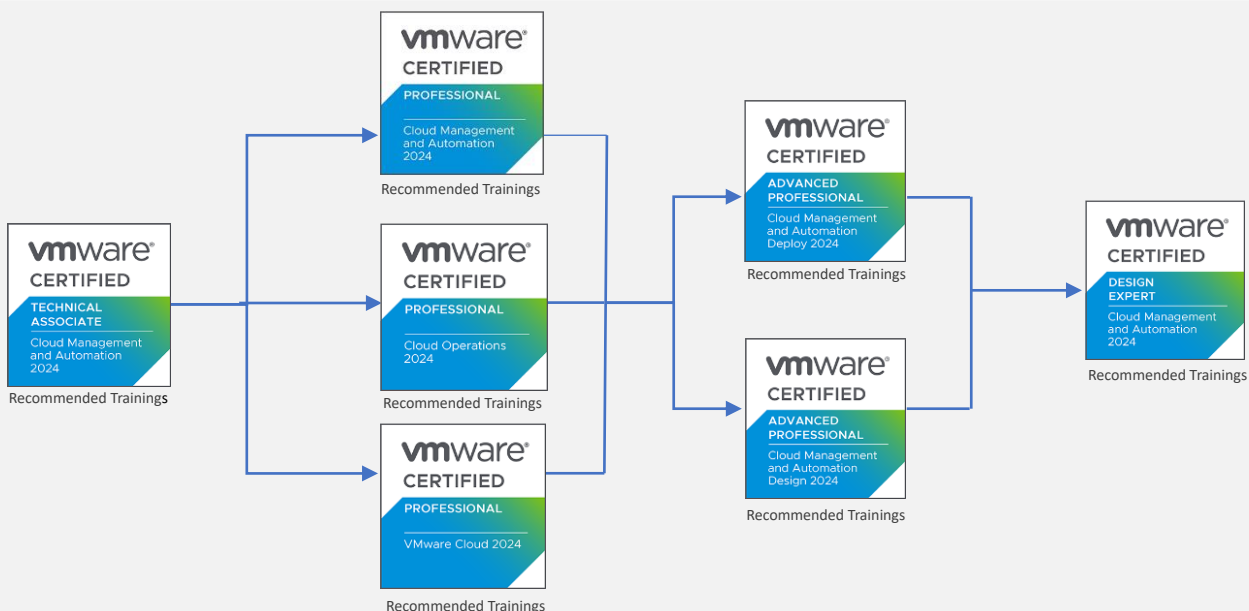 vmware®
CERTIFIED
TECHNICAL
ASSOCIATE
Cloud Management
and Automation
2024
Recommended Trainings
vmware®
CERTIFIED
PROFESSIONAL
Cloud Management
and Automation
2024
Recommended Trainings
vmware®
CERTIFIED
PROFESSIONAL
Cloud Operations
2024
Recommended Trainings
vmware®
CERTIFIED
PROFESSIONAL
VMware Cloud 2024
Recommended Trainings
vmware®
CERTIFIED
ADVANCED
PROFESSIONAL
Cloud Management
and Automation
Deploy 2024
Recommended Trainings
vmware®
CERTIFIED
ADVANCED
PROFESSIONAL
Cloud Management
and Automation
Design 2024
Recommended Trainings
vmware®
CERTIFIED
DESIGN
EXPERT
Cloud Management
and Automation
2024
Recommended Trainings